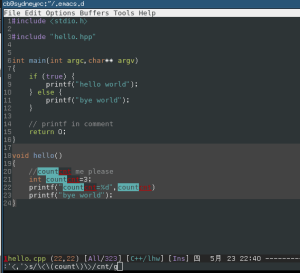 cb@sydneypc:~/.emacs.d
File Edit Options Buffers Tools Help
1 #include <stdio.h>
2
3 #include "hello.hpp"
4
5
6 int main(int argc,char** argv)
7 {
8 if (true) {
9 printf("hello world");
10 } else {
11 printf("bye world");
12 }
13
14 // printf in comment
15 return 0;
16 }
17
18 void hello()
19 {
20 //countcnt me please
21 int countcnt=3;
22 printf("countcnt=%d",countcnt)
23 printf("bye world");
24 }
hello.cpp (22,22) [All/323] [C++/lhw] [Ins] 四 5月 23 22:40 --------
:'<,'>s/\<\(count\)\>/cnt/g